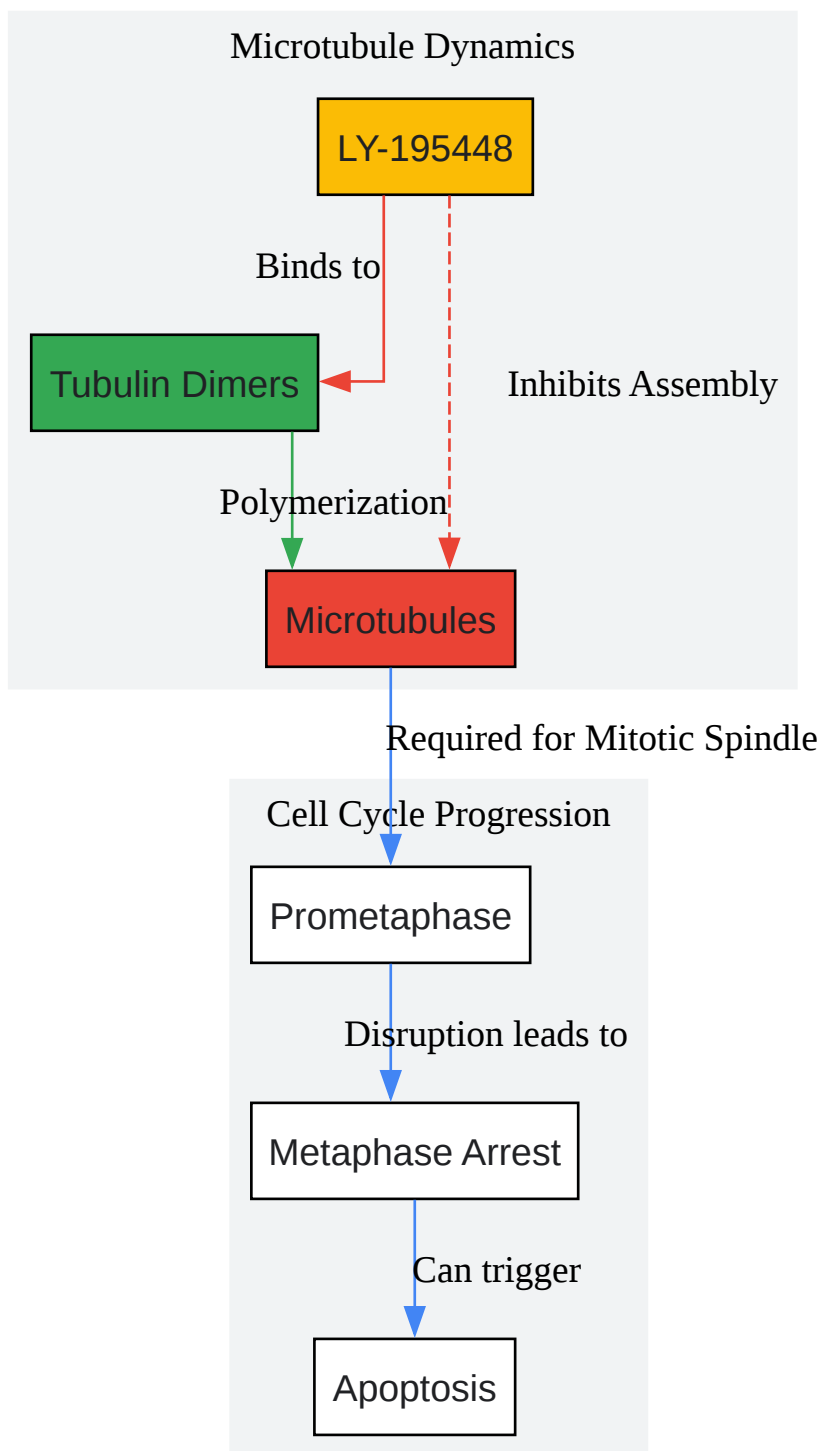 Microtubule Dynamics
LY-195448
Binds to
Tubulin Dimers
Inhibits Assembly
Polymerization
Microtubules
Required for Mitotic Spindle
Cell Cycle Progression
Prometaphase
Disruption leads to
Metaphase Arrest
Can trigger
Apoptosis